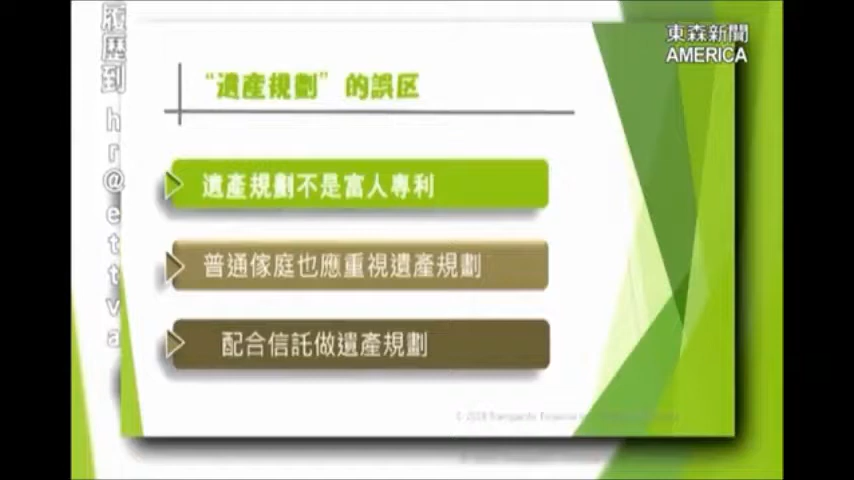 履歷到 hr@ettva
東森新聞
AMERICA
“遺產規劃”的誤区
遺產規劃不是富人專利
普通傢庭也應重視遺產規劃
配合信託做遺產規劃